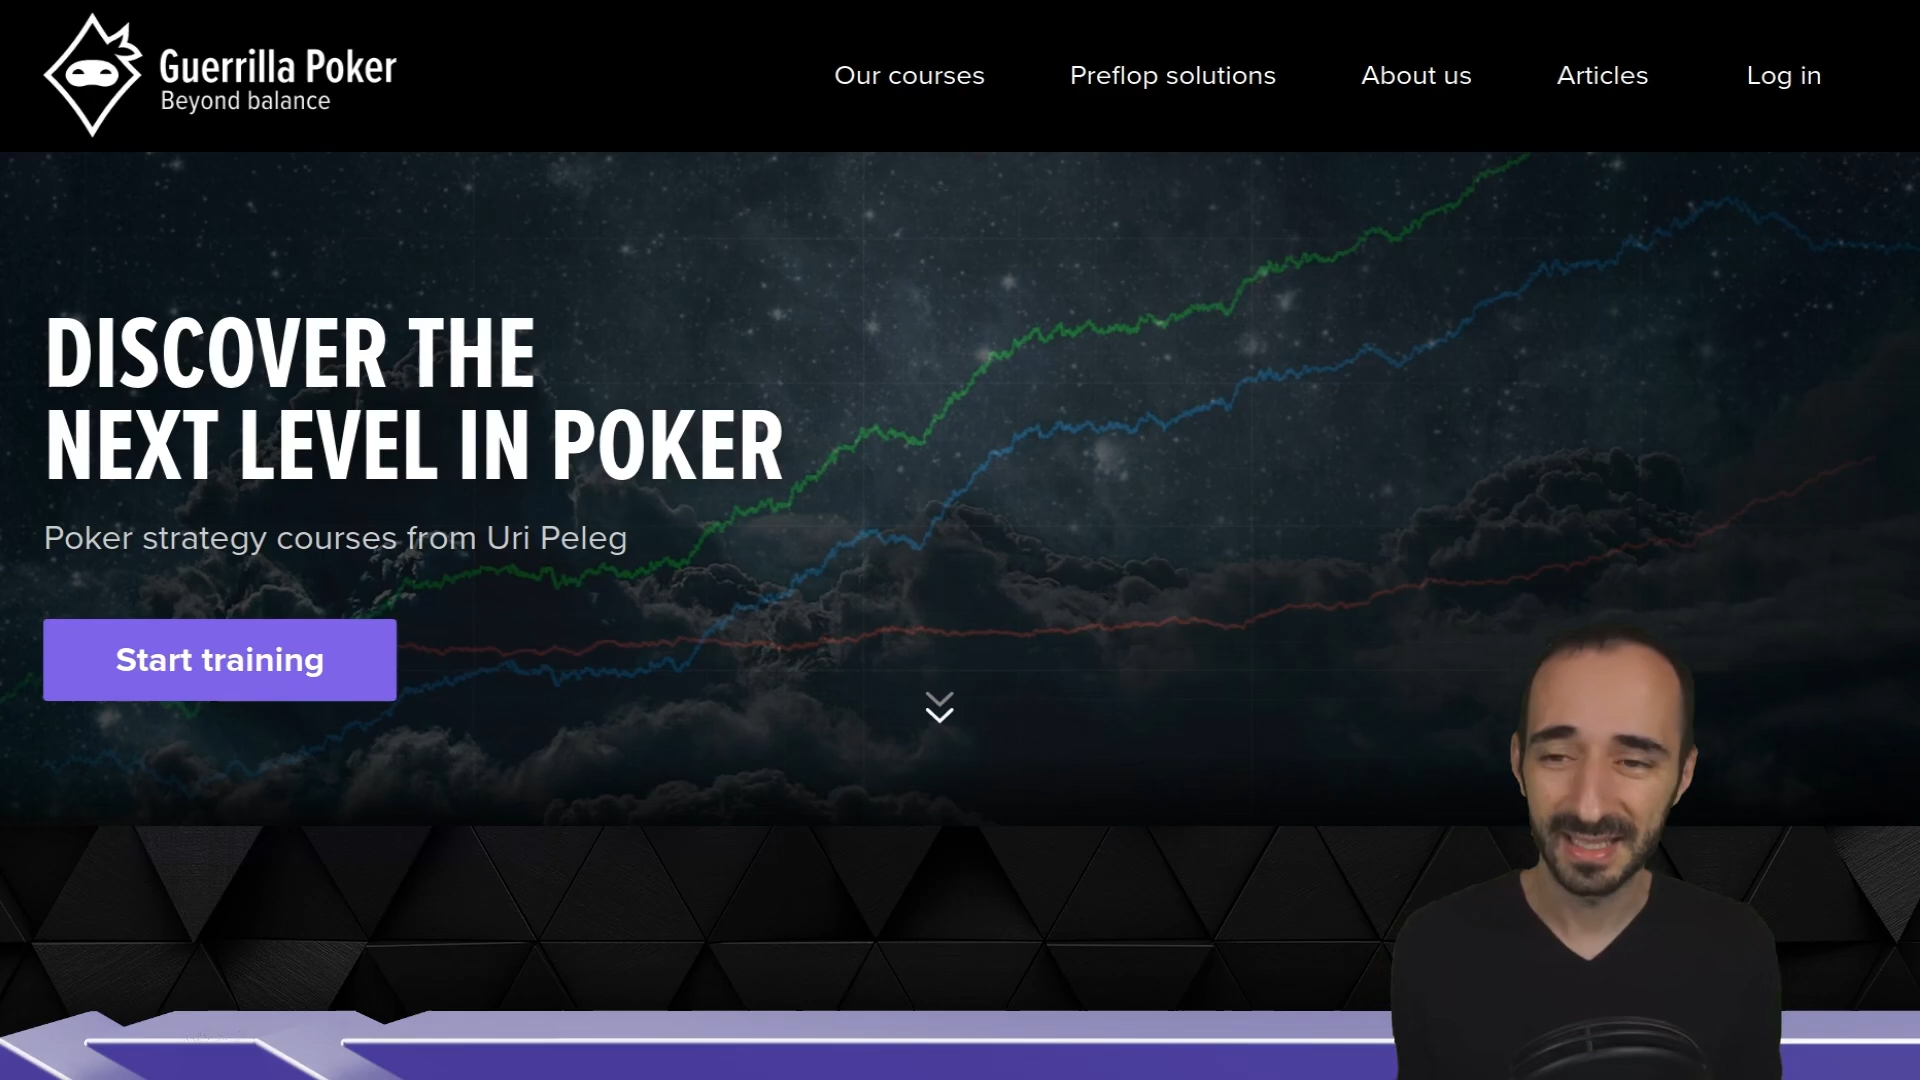 Guerrilla Poker
Beyond balance
Our courses
Preflop solutions
About us
Articles
Log in
DISCOVER THE
NEXT LEVEL IN POKER
Poker strategy courses from Uri Peleg
Start training